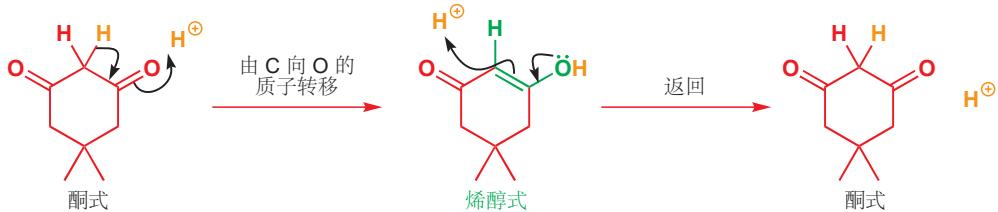 H H H⊕
O O
由 C 向 O 的
质子转移
酮式
H⊕ H
O ÖH
烯醇式
返回
H H
O O
H⊕
酮式